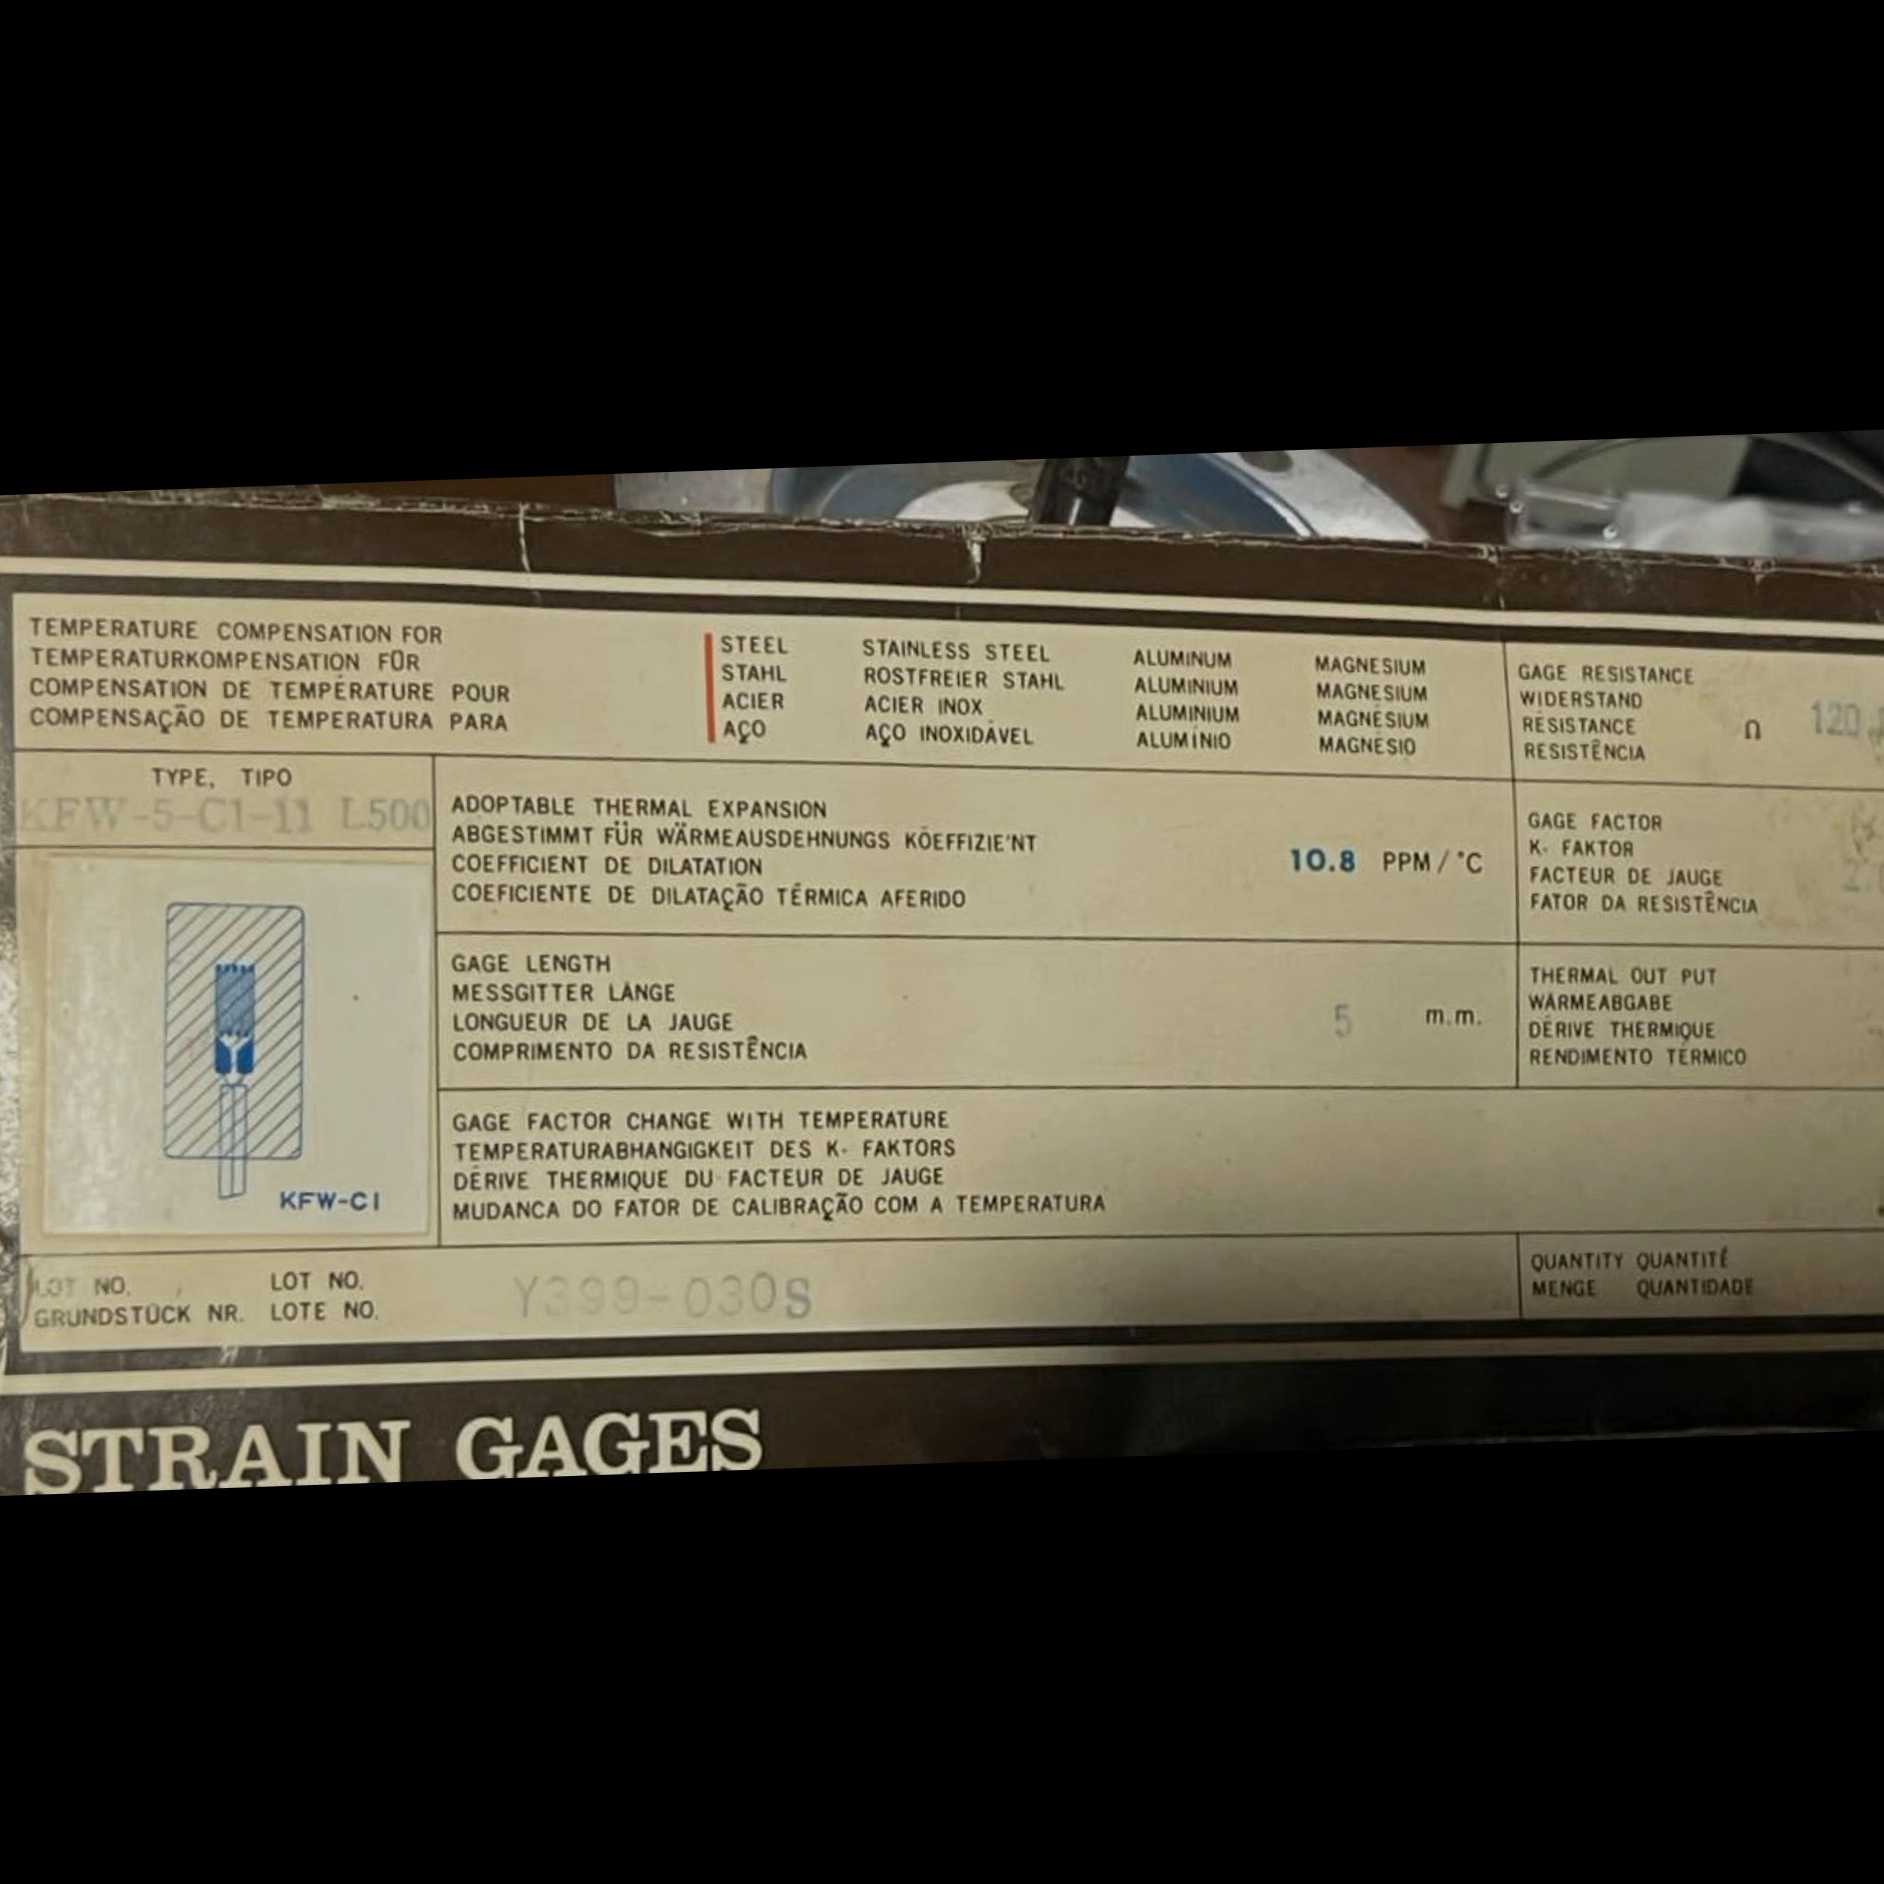 TEMPERATURE COMPENSATION FOR
TEMPERATURKOMPENSATION FÜR
COMPENSATION DE TEMPÉRATURE POUR
COMPENSAÇÃO DE TEMPERATURA PARA
STEEL
STAHL
ACIER
AÇO
STAINLESS STEEL
ROSTFREIER STAHL
ACIER INOX
AÇO INOXIDÁVEL
ALUMINUM
ALUMINIUM
ALUMINIUM
ALUMÍNIO
MAGNESIUM
MAGNESIUM
MAGNÉSIUM
MAGNÉSIO
GAGE RESISTANCE
WIDERSTAND
RÉSISTANCE
RESISTÊNCIA
Ω 120
TYPE, TIPO
KFW-5-C1-11 L500
KFW-C1
ADOPTABLE THERMAL EXPANSION
ABGESTIMMT FÜR WÄRMEAUSDEHNUNGS KÖEFFIZIE'NT
COEFFICIENT DE DILATATION
COEFICIENTE DE DILATAÇÃO TÉRMICA AFERIDO
10.8 PPM / °C
GAGE FACTOR
K- FAKTOR
FACTEUR DE JAUGE
FATOR DA RESISTÊNCIA
GAGE LENGTH
MESSGITTER LÄNGE
LONGUEUR DE LA JAUGE
COMPRIMENTO DA RESISTÊNCIA
5 m.m.
THERMAL OUT PUT
WÄRMEABGABE
DÉRIVE THERMIQUE
RENDIMENTO TÉRMICO
GAGE FACTOR CHANGE WITH TEMPERATURE
TEMPERATURABHANGIGKEIT DES K- FAKTORS
DÉRIVE THERMIQUE DU FACTEUR DE JAUGE
MUDANCA DO FATOR DE CALIBRAÇÃO COM A TEMPERATURA
LOT NO. LOT NO.
GRUNDSTÜCK NR. LOTE NO.
Y399-030S
QUANTITY QUANTITÉ
MENGE QUANTIDADE
STRAIN GAGES